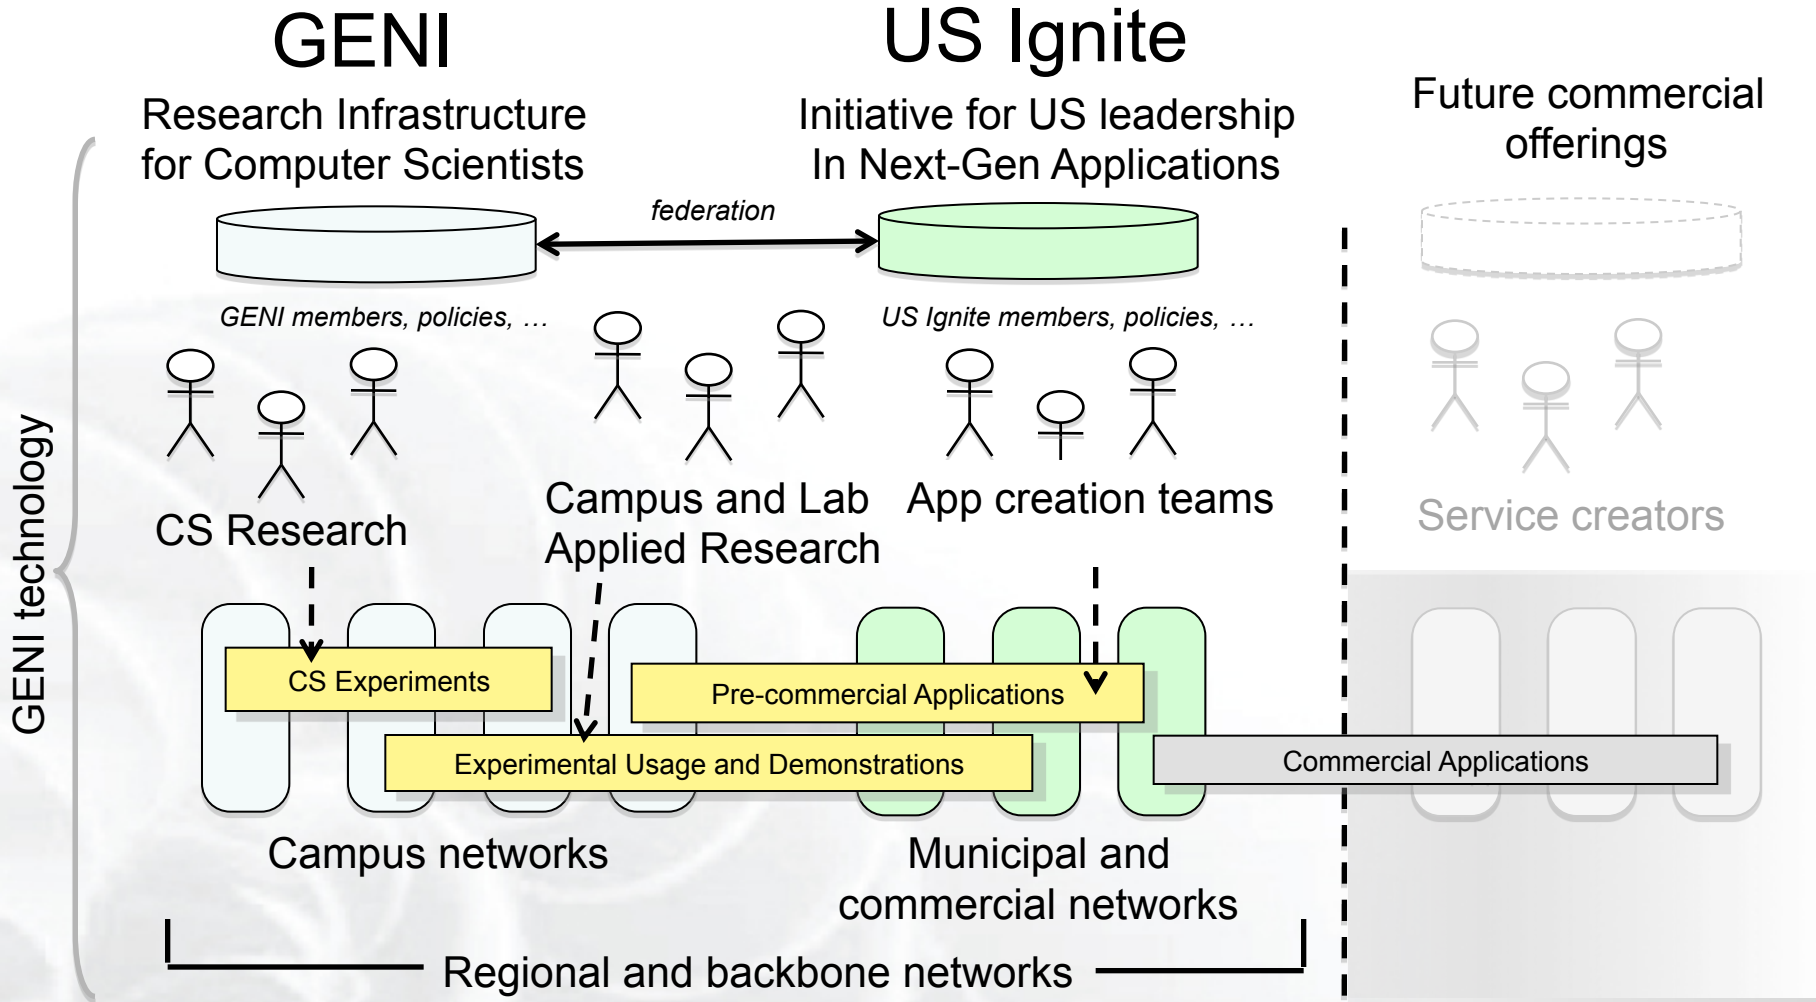 GENI
US Ignite
Research Infrastructure
for Computer Scientists
Initiative for US leadership
In Next-Gen Applications
Future commercial
offerings
federation
GENI members, policies, …
US Ignite members, policies, …
GENI technology
CS Research
Campus and Lab
Applied Research
App creation teams
Service creators
CS Experiments
Pre-commercial Applications
Experimental Usage and Demonstrations
Commercial Applications
Campus networks
Municipal and
commercial networks
Regional and backbone networks